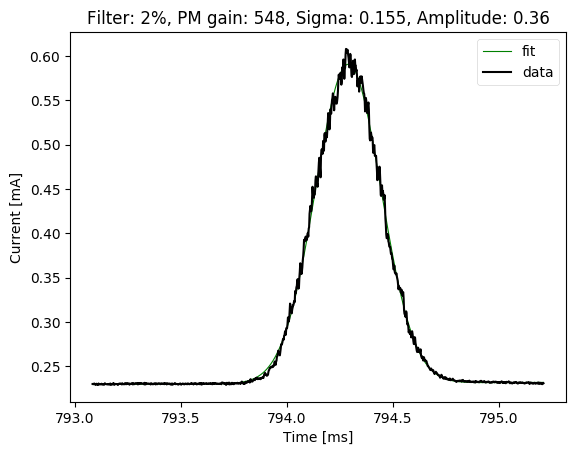 Filter: 2%, PM gain: 548, Sigma: 0.155, Amplitude: 0.36
fit
data
0.60
0.55
0.50
0.45
0.40
0.35
0.30
0.25
Current [mA]
793.0
793.5
794.0
794.5
795.0
Time [ms]